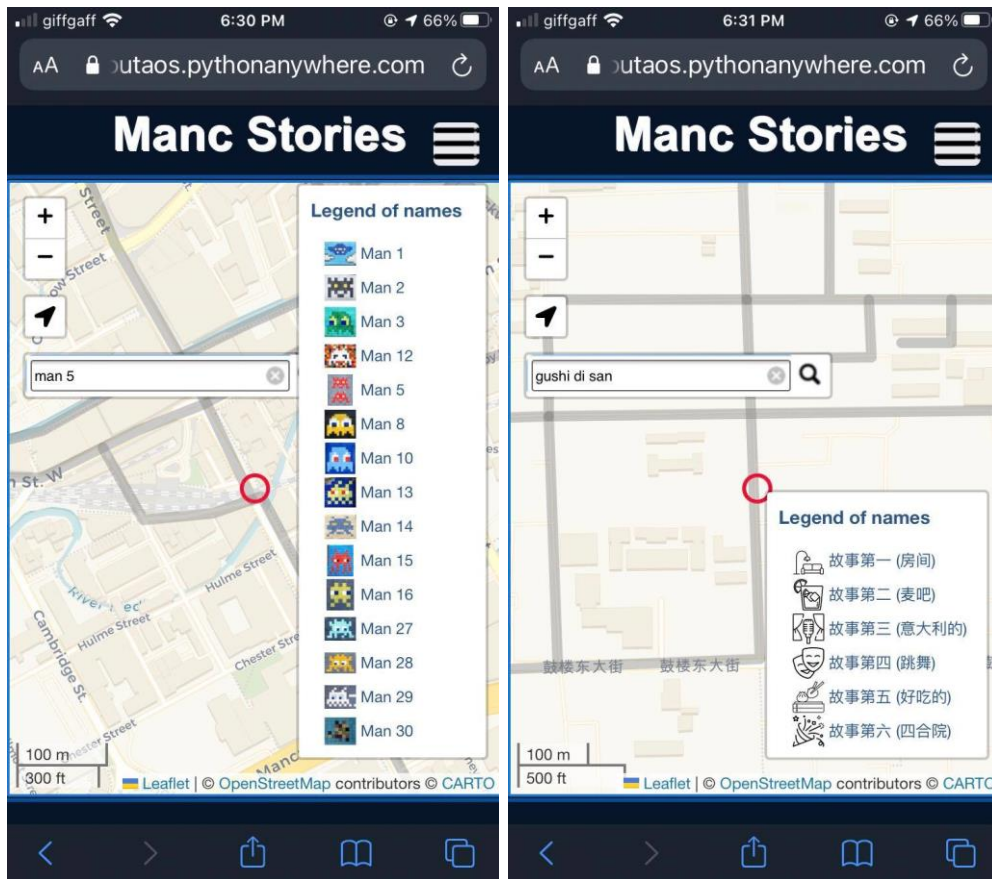 giffgaff
6:30 PM
66%
AA
outaos.pythonanywhere.com
Manc Stories
+
−
Street
Street
man 5
Legend of names
Man 1
Man 2
Man 3
Man 12
Man 5
Man 8
Man 10
Man 13
Man 14
Man 15
Man 16
Man 27
Man 28
Man 29
Man 30
St. W
Hulme Street
Hulme Street
Cambridge St.
Chester Stre
Chester Street
Manc
100 m
300 ft
Leaflet | © OpenStreetMap contributors © CARTO
giffgaff
6:31 PM
66%
AA
outaos.pythonanywhere.com
Manc Stories
+
−
gushi di san
Legend of names
故事第一 (房间)
故事第二 (麦吧)
故事第三 (意大利的)
故事第四 (跳舞)
故事第五 (好吃的)
故事第六 (四合院)
鼓楼东大街
鼓楼东大街
100 m
500 ft
Leaflet | © OpenStreetMap contributors © CARTO